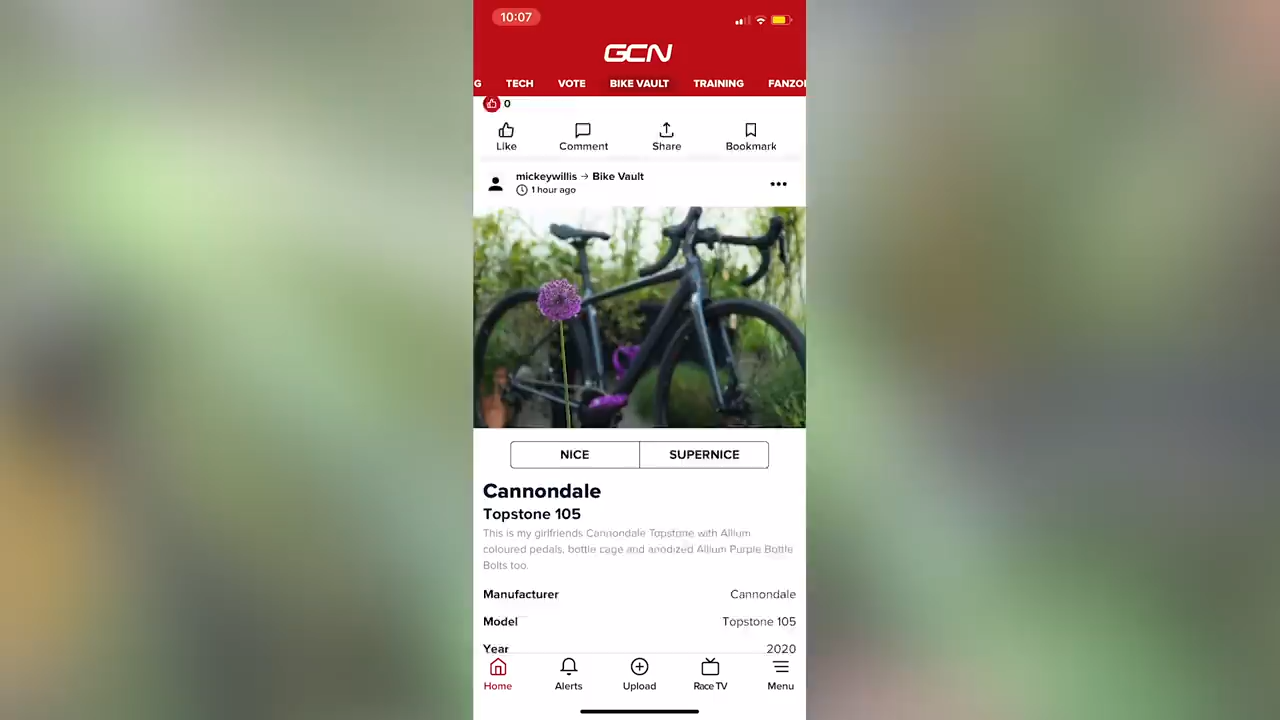 10:07
GCN
G TECH VOTE BIKE VAULT TRAINING FANZO
0
Like Comment Share Bookmark
mickeywillis → Bike Vault
1 hour ago
NICE SUPERNICE
Cannondale
Topstone 105
This is my girlfriends Cannondale Topstone with Allium
coloured pedals, bottle cage and anodized Allium Purple Bottle
Bolts too.
Manufacturer Cannondale
Model Topstone 105
Year 2020
Home Alerts Upload Race TV Menu